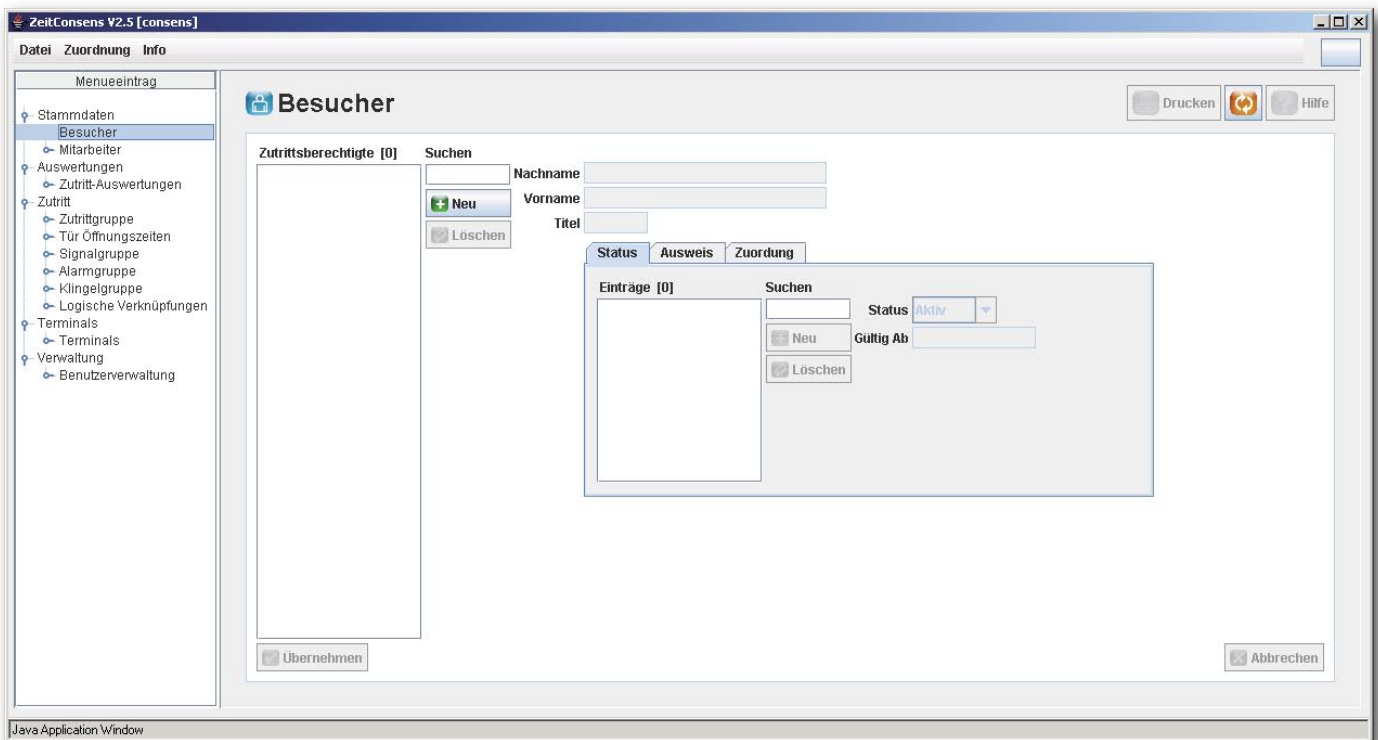 ZeitConsens V2.5 [consens]
Datei Zuordnung Info
Menueeintrag
Stammdaten
Besucher
Mitarbeiter
Auswertungen
Zutritt-Auswertungen
Zutritt
Zutrittgruppe
Tür Öffnungszeiten
Signalgruppe
Alarmgruppe
Klingelgruppe
Logische Verknüpfungen
Terminals
Terminals
Verwaltung
Benutzerverwaltung
Besucher
Drucken
Hilfe
Zutrittsberechtigte [0]
Suchen
Neu
Löschen
Nachname
Vorname
Titel
Status Ausweis Zuordung
Einträge [0]
Suchen
Neu
Löschen
Status Aktiv
Gültig Ab
Übernehmen
Abbrechen
Java Application Window